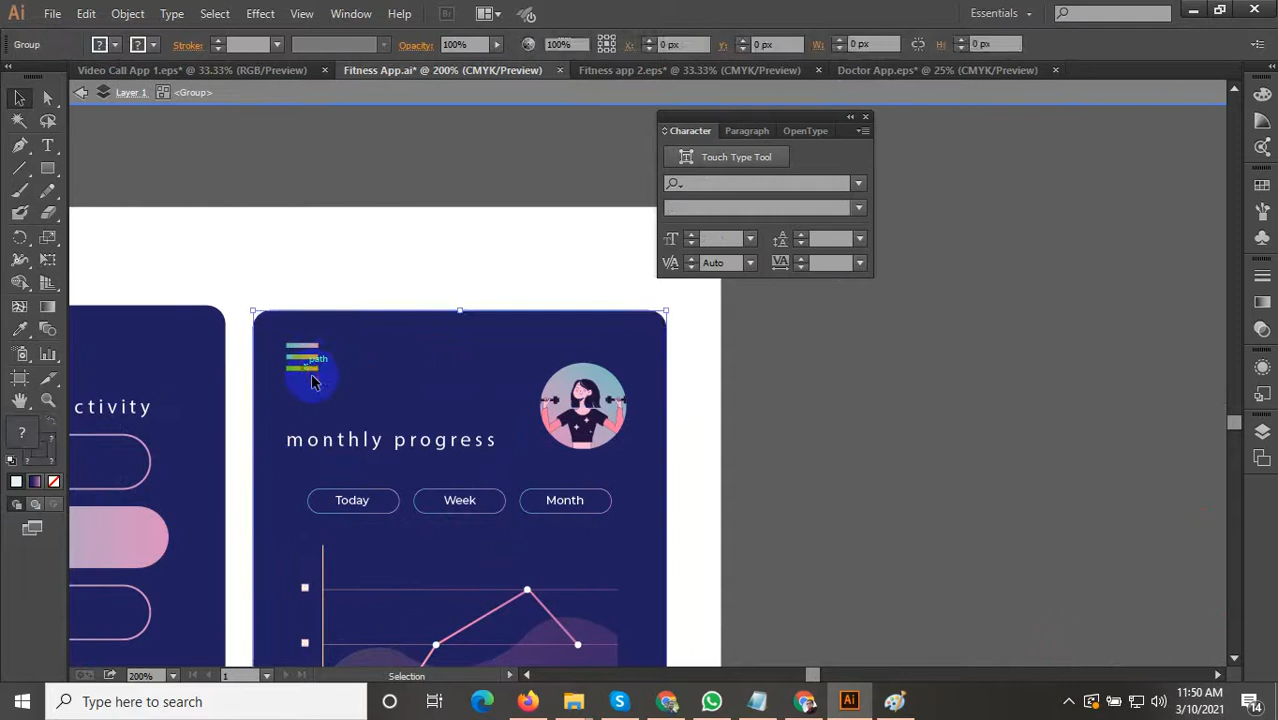 Ai File Edit Object Type Select Effect View Window Help Br Essentials
Group ? ? Stroke: Opacity: 100% 100% X: 0 px Y: 0 px W: 0 px H: 0 px
Video Call App 1.eps* @ 33.33% (RGB/Preview) Fitness App.ai* @ 200% (CMYK/Preview) Fitness app 2.eps* @ 33.33% (CMYK/Preview) Doctor App.eps* @ 25% (CMYK/Preview)
Layer 1 <Group>
Character Paragraph OpenType
Touch Type Tool
Auto
path
ctivity
monthly progress
Today Week Month
200% 1 Selection
Type here to search
11:50 AM
3/10/2021
14